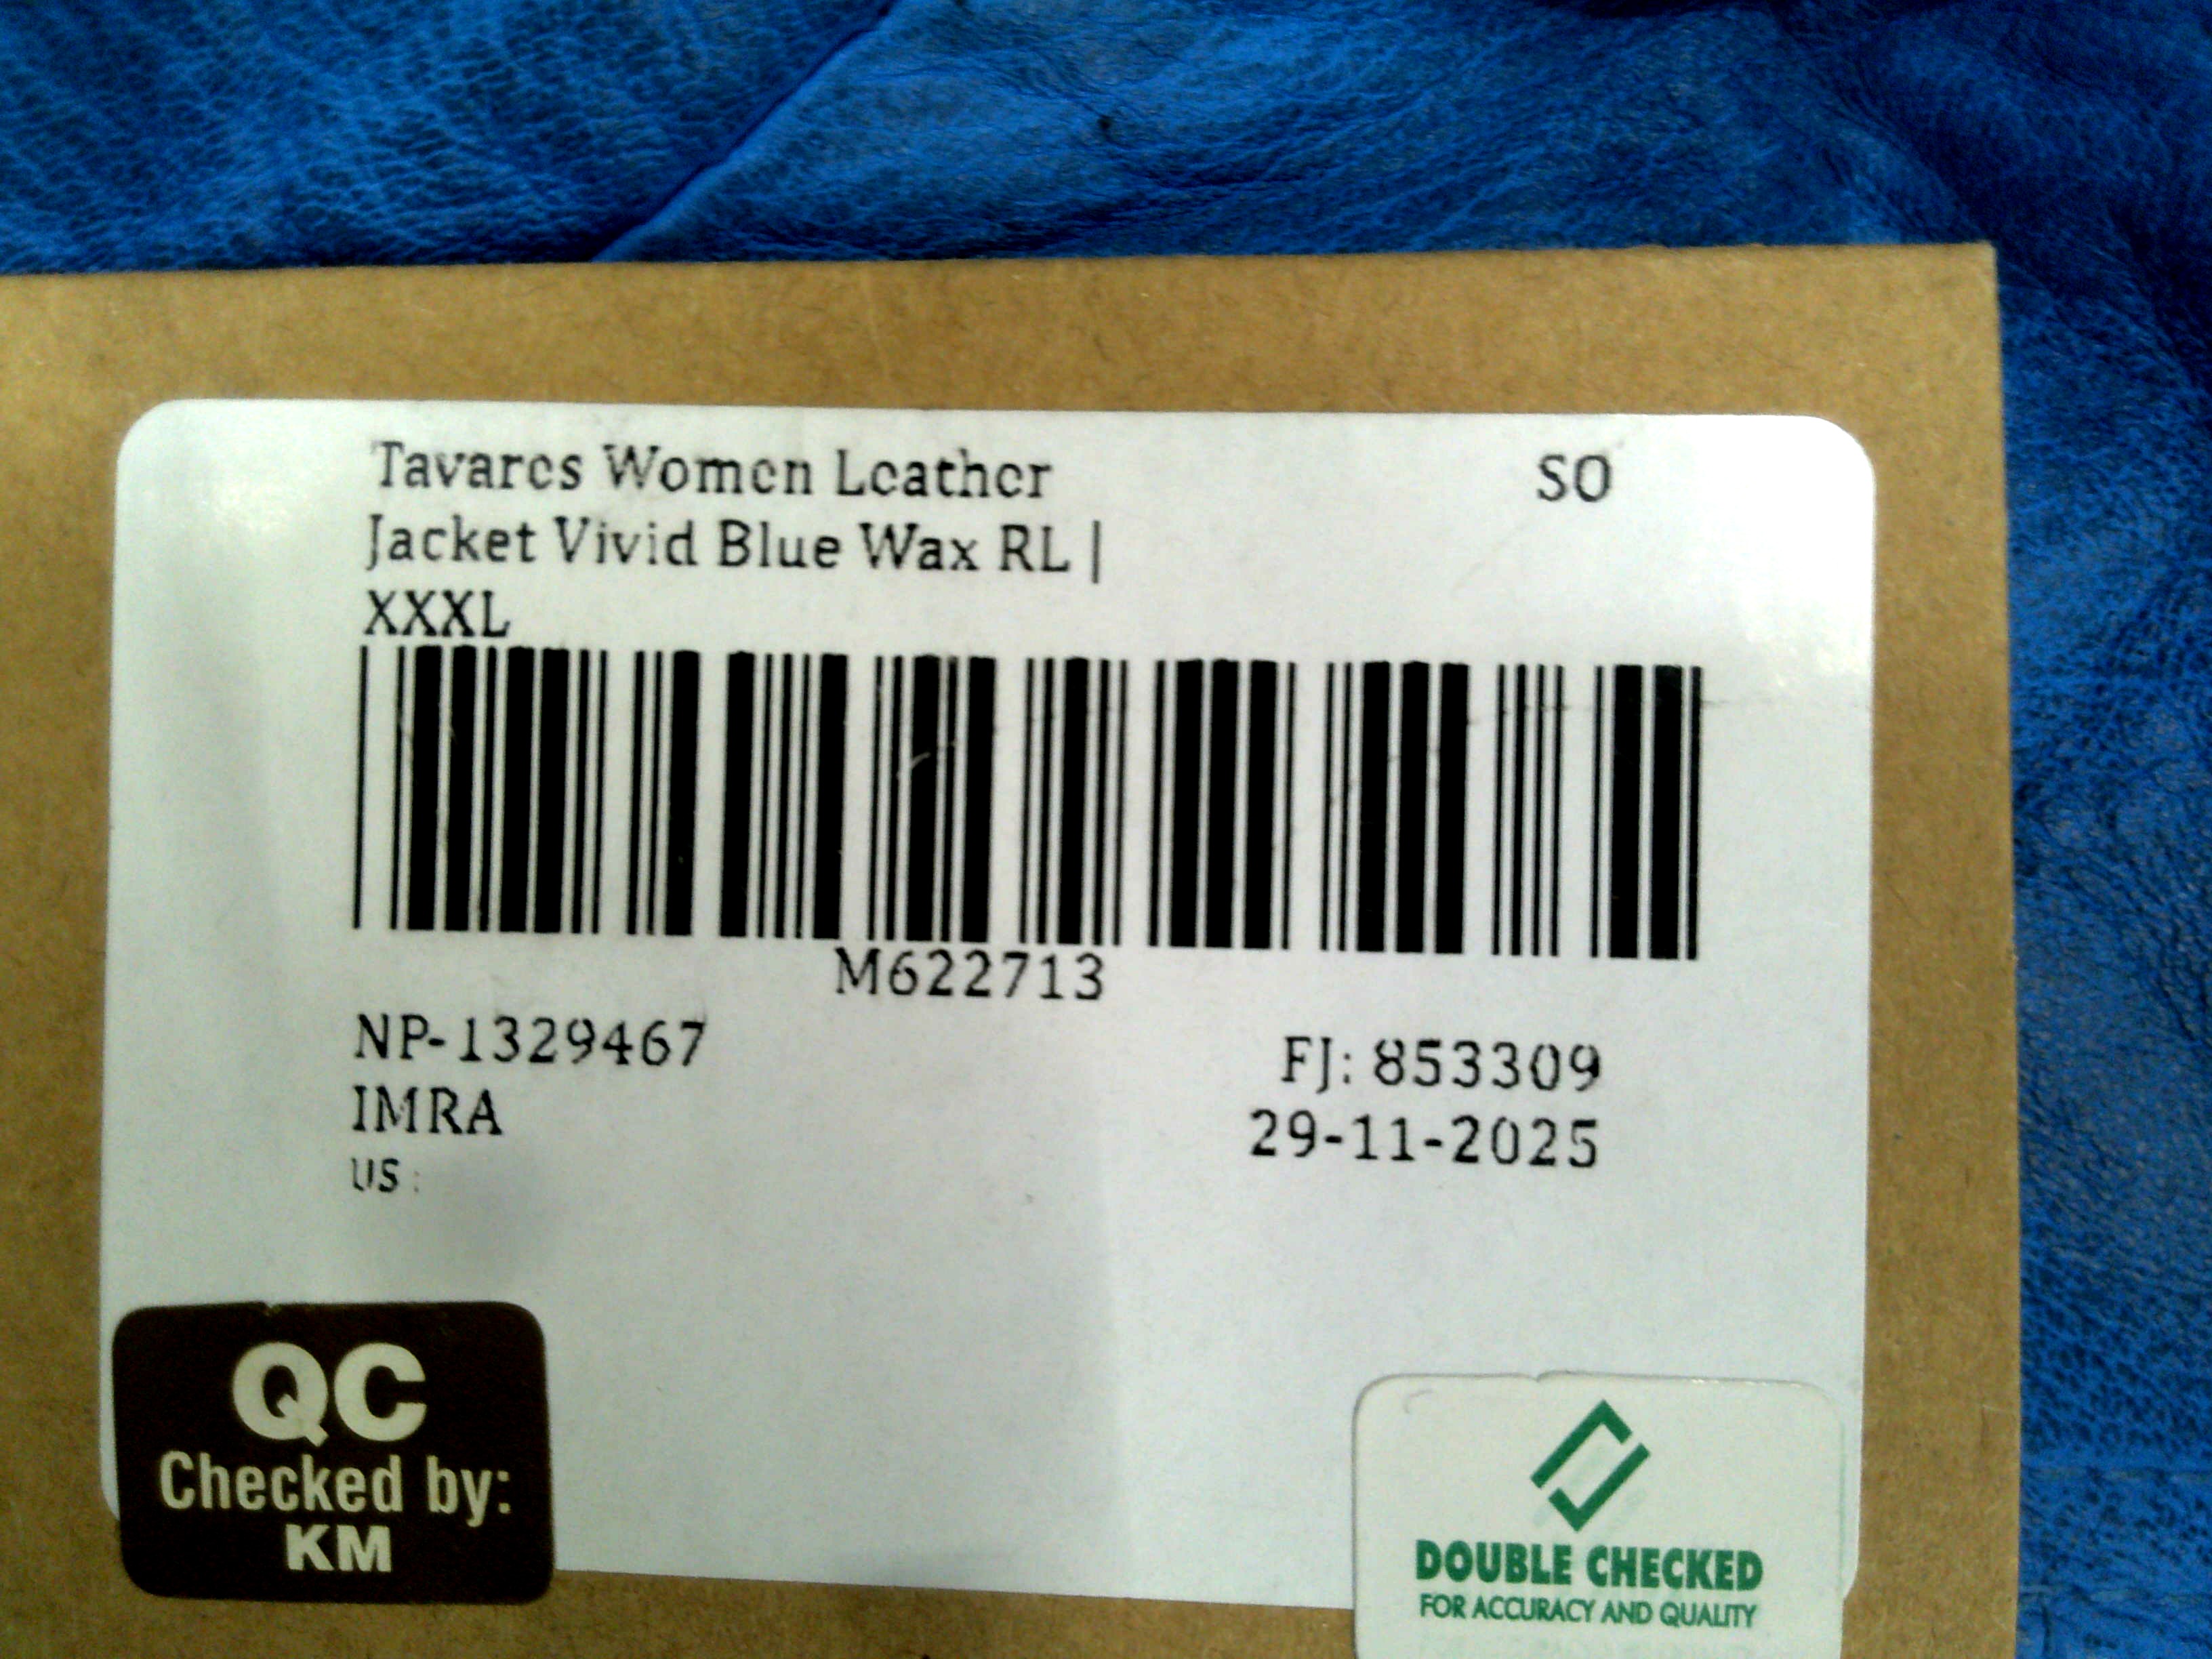 Tavares Women Leather
Jacket Vivid Blue Wax RL |
XXXL
SO
M622713
NP-1329467
FJ: 853309
IMRA
29-11-2025
US :
QC
Checked by:
KM
DOUBLE CHECKED
FOR ACCURACY AND QUALITY